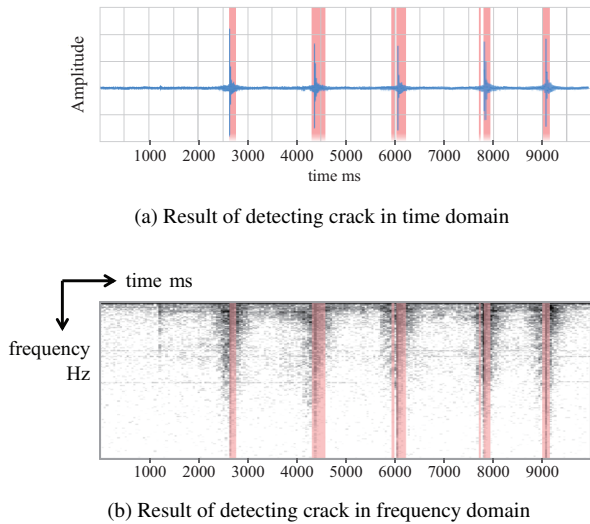 Amplitude
1000 2000 3000 4000 5000 6000 7000 8000 9000
time ms
(a) Result of detecting crack in time domain
time ms
frequency
Hz
1000 2000 3000 4000 5000 6000 7000 8000 9000
(b) Result of detecting crack in frequency domain